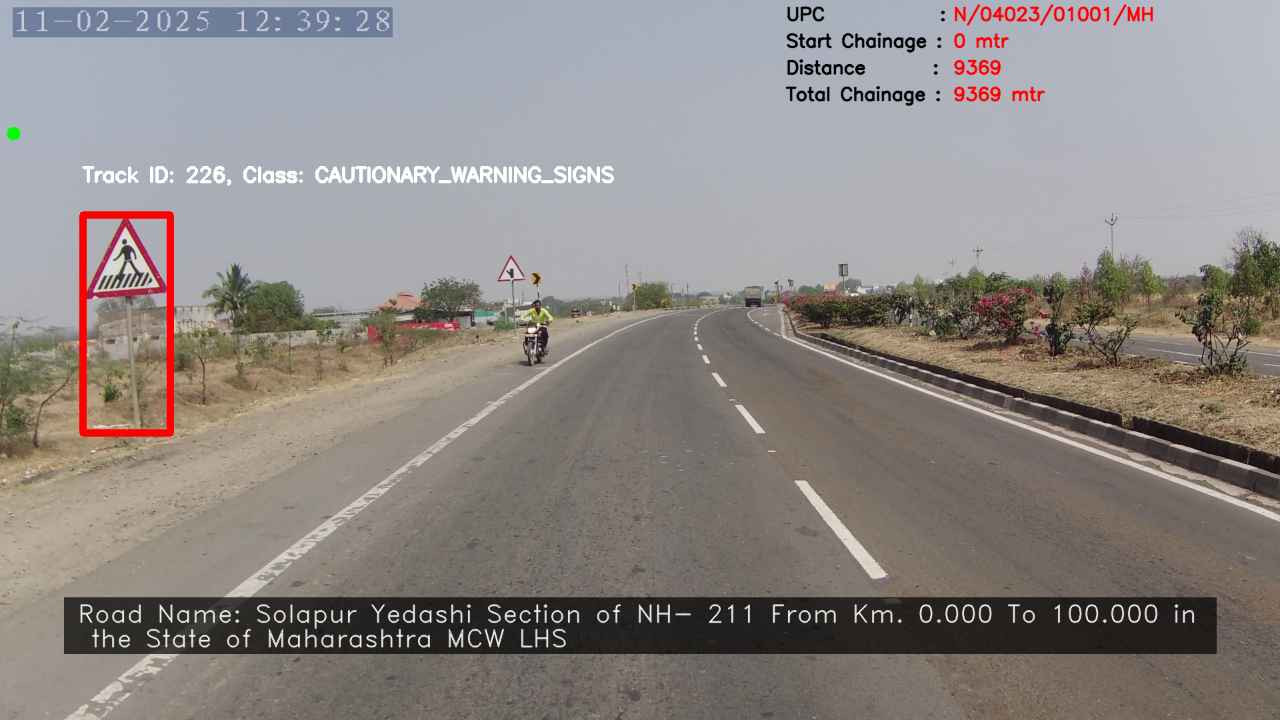 11-02-2025 12:39:28
UPC : N/04023/01001/MH
Start Chainage : 0 mtr
Distance : 9369
Total Chainage : 9369 mtr
Track ID: 226, Class: CAUTIONARY_WARNING_SIGNS
Road Name: Solapur Yedashi Section of NH- 211 From Km. 0.000 To 100.000 in
the State of Maharashtra MCW LHS